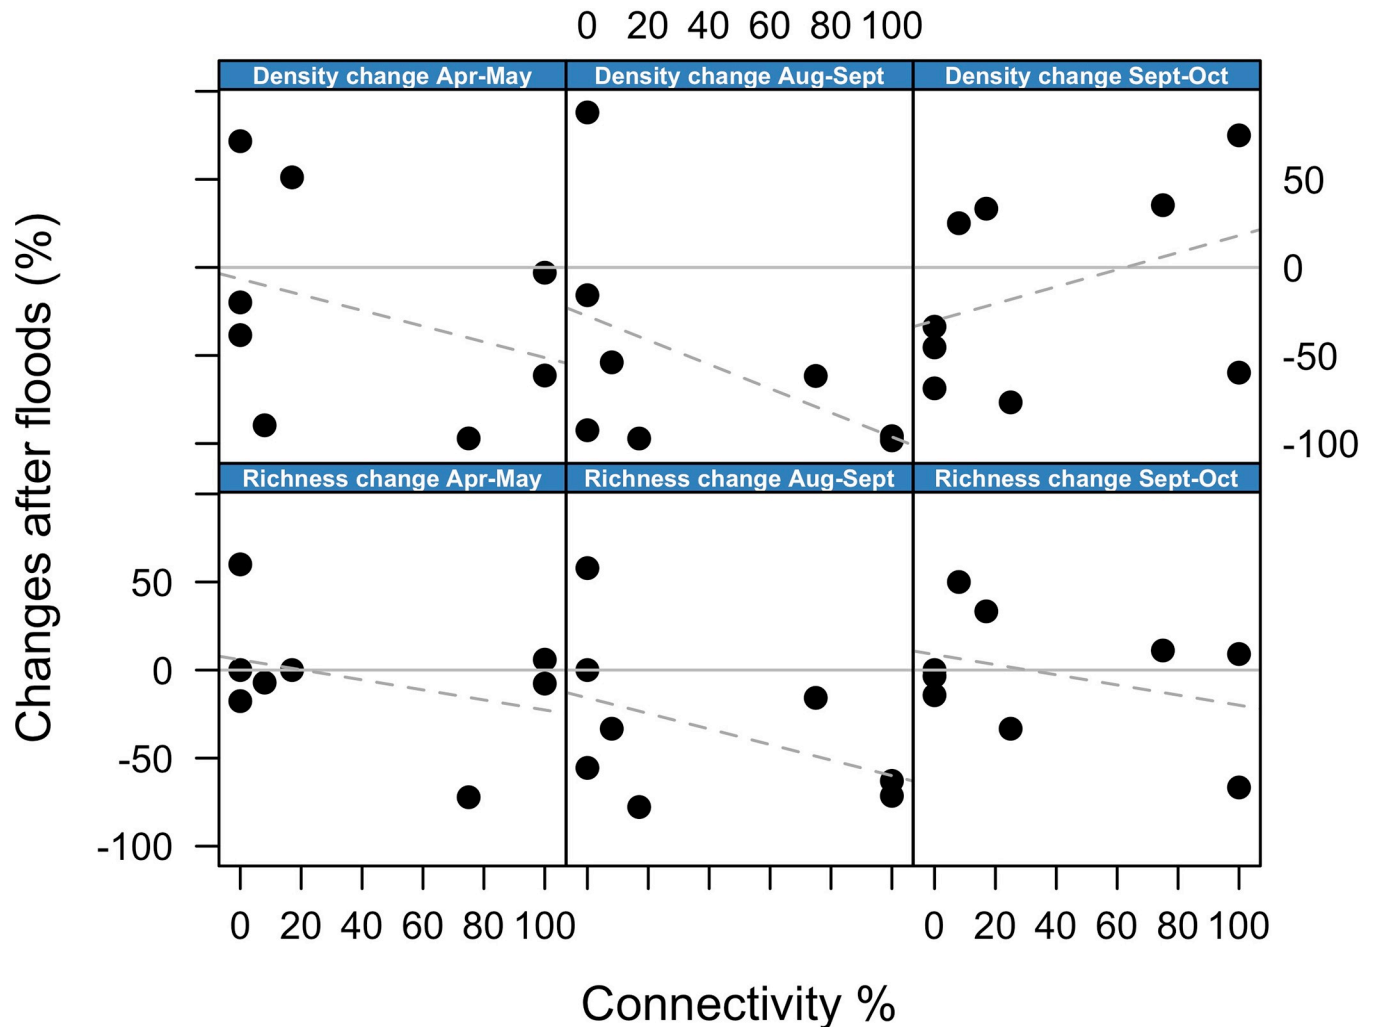 0 20 40 60 80 100
Density change Apr-May Density change Aug-Sept Density change Sept-Oct
50
0
-50
-100
Changes after floods (%)
Richness change Apr-May Richness change Aug-Sept Richness change Sept-Oct
50
0
-50
-100
0 20 40 60 80 100 0 20 40 60 80 100
Connectivity %